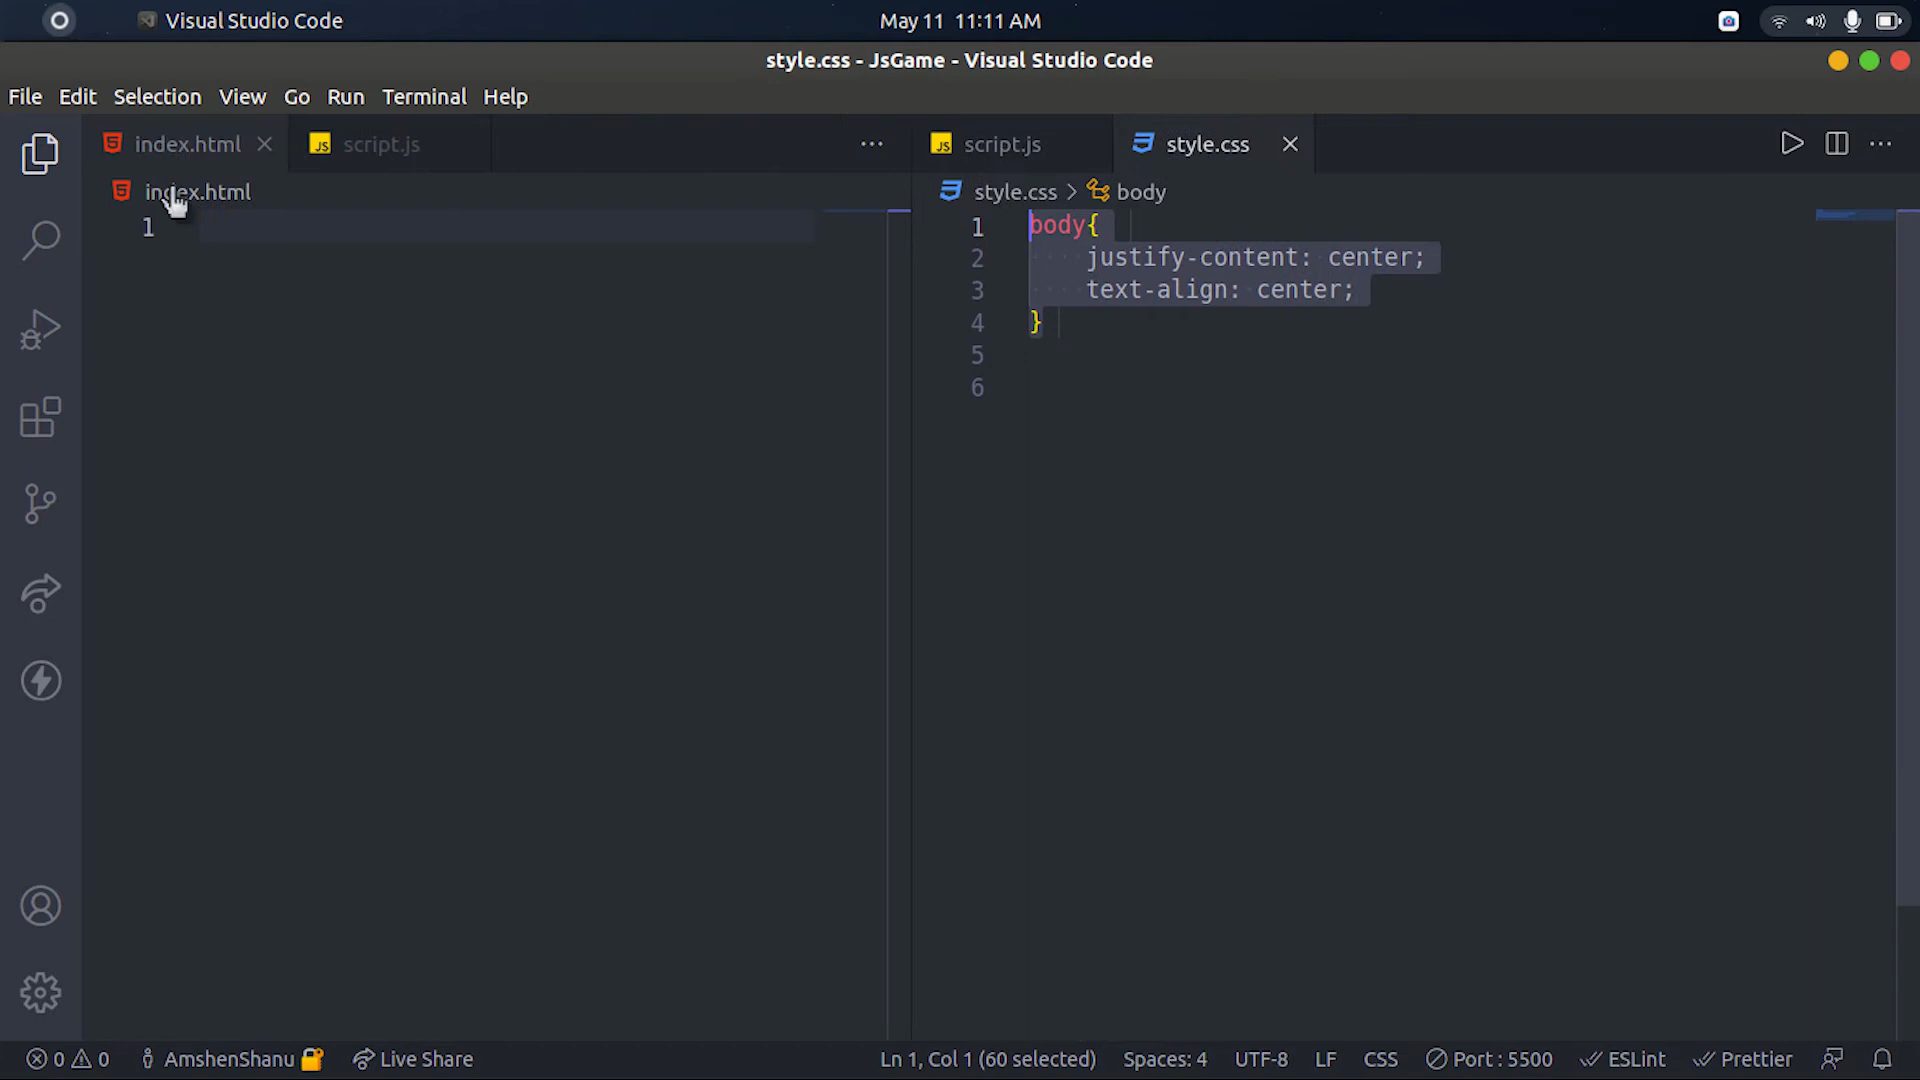 Visual Studio Code
May 11 11:11 AM
style.css - JsGame - Visual Studio Code
File Edit Selection View Go Run Terminal Help
index.html
JS script.js
JS script.js
style.css
index.html
style.css > body
1
1 body{
2 justify-content: center;
3 text-align: center;
4 }
5
6
0 0 AmshenShanu Live Share Ln 1, Col 1 (60 selected) Spaces: 4 UTF-8 LF CSS Port : 5500 ESLint Prettier